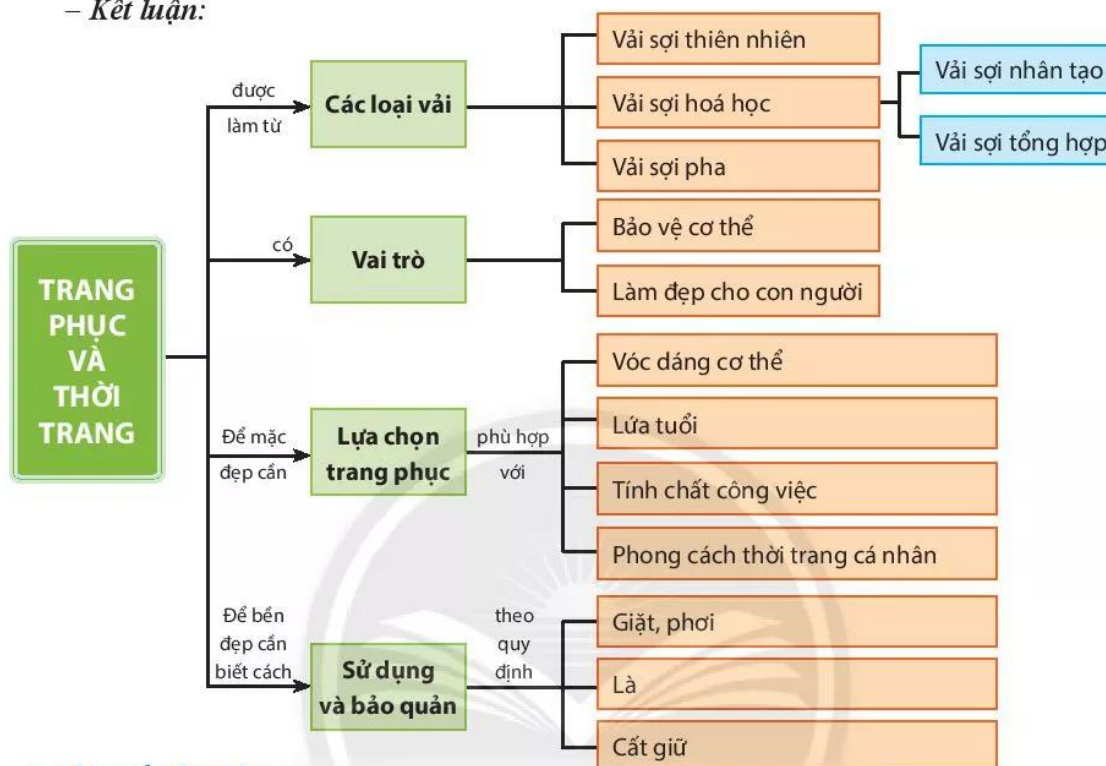 – Kết luận:
TRANG
PHỤC
VÀ
THỜI
TRANG
được
làm từ
Các loại vải
Vải sợi thiên nhiên
Vải sợi hoá học
Vải sợi nhân tạo
Vải sợi tổng hợp
Vải sợi pha
có
Vai trò
Bảo vệ cơ thể
Làm đẹp cho con người
Để mặc
đẹp cần
Lựa chọn
trang phục
phù hợp
với
Vóc dáng cơ thể
Lứa tuổi
Tính chất công việc
Phong cách thời trang cá nhân
Để bền
đẹp cần
biết cách
Sử dụng
và bảo quản
theo
quy
định
Giặt, phơi
Là
Cất giữ